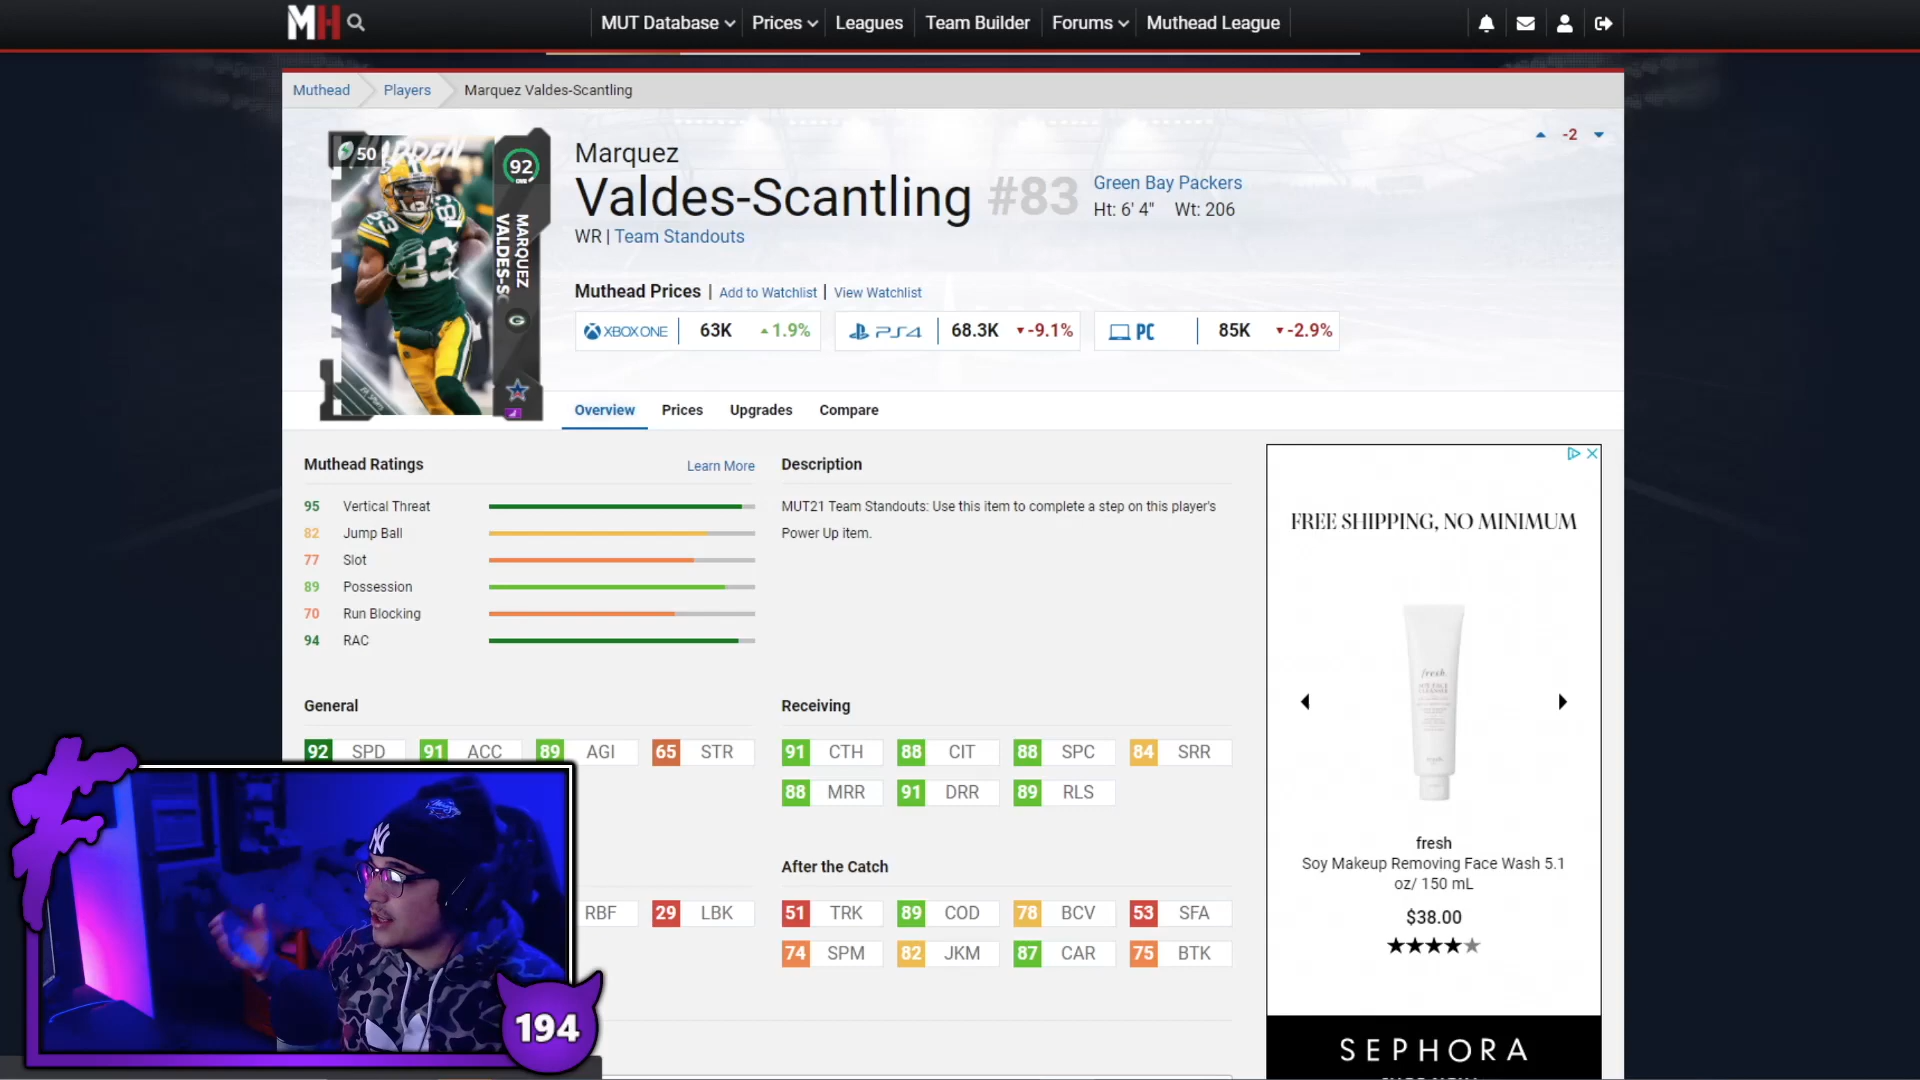 MH
MUT Database
Prices
Leagues
Team Builder
Forums
Muthead League
Muthead
Players
Marquez Valdes-Scantling
50
92
OVR
MARQUEZ
83
Marquez
Valdes-Scantling #83
Green Bay Packers
Ht: 6' 4" Wt: 206
WR | Team Standouts
-2
Muthead Prices | Add to Watchlist | View Watchlist
XBOX ONE 63K 1.9%
PS4 68.3K -9.1%
PC 85K -2.9%
Overview
Prices
Upgrades
Compare
Muthead Ratings
Learn More
95 Vertical Threat
82 Jump Ball
77 Slot
89 Possession
70 Run Blocking
94 RAC
Description
MUT21 Team Standouts: Use this item to complete a step on this player's
Power Up item.
General
92 SPD 91 ACC 89 AGI 65 STR
RBF 29 LBK
Receiving
91 CTH 88 CIT 88 SPC 84 SRR
88 MRR 91 DRR 89 RLS
After the Catch
51 TRK 89 COD 78 BCV 53 SFA
74 SPM 82 JKM 87 CAR 75 BTK
FREE SHIPPING, NO MINIMUM
fresh
fresh
Soy Makeup Removing Face Wash 5.1
oz/ 150 mL
$38.00
SEPHORA
NY
194